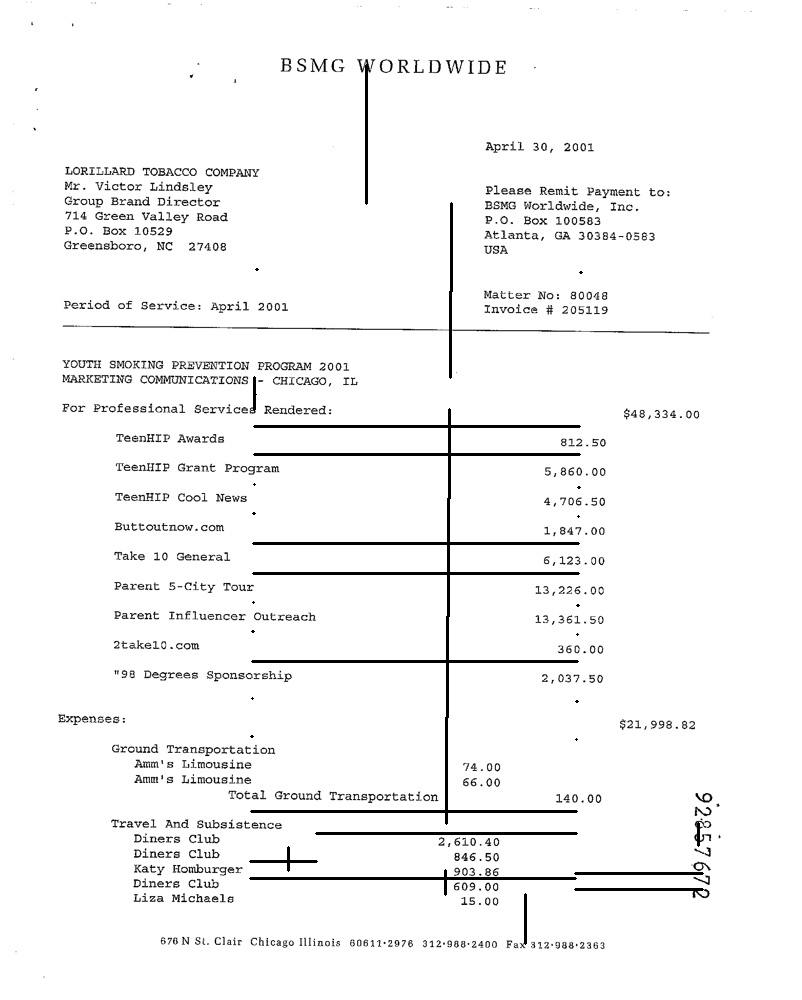 BSMG WORLDWIDE
April 30, 2001
LORILLARD TOBACCO COMPANY
Mr. Victor Lindsley
Group Brand Director
714 Green Valley Road
P.O. Box 10529
Greensboro, NC 27408
Please Remit Payment to:
BSMG Worldwide, Inc.
P.O. Box 100583
Atlanta, GA 30384-0583
USA
Period of Service: April 2001
Matter No: 80048
Invoice # 205119
YOUTH SMOKING PREVENTION PROGRAM 2001
MARKETING COMMUNICATIONS - CHICAGO, IL
For Professional Services Rendered: $48,334.00
TeenHIP Awards 812.50
TeenHIP Grant Program 5,860.00
TeenHIP Cool News 4,706.50
Buttoutnow.com 1,847.00
Take 10 General 6,123.00
Parent 5-City Tour 13,226.00
Parent Influencer Outreach 13,361.50
2take10.com 360.00
"98 Degrees Sponsorship 2,037.50
Expenses: $21,998.82
Ground Transportation
Amm's Limousine 74.00
Amm's Limousine 66.00
Total Ground Transportation 140.00
Travel And Subsistence
Diners Club 2,610.40
Diners Club 846.50
Katy Homburger 903.86
Diners Club 609.00
Liza Michaels 15.00
92857672
676 N St. Clair Chicago Illinois 60611·2976 312·988·2400 Fax 312·988·2363